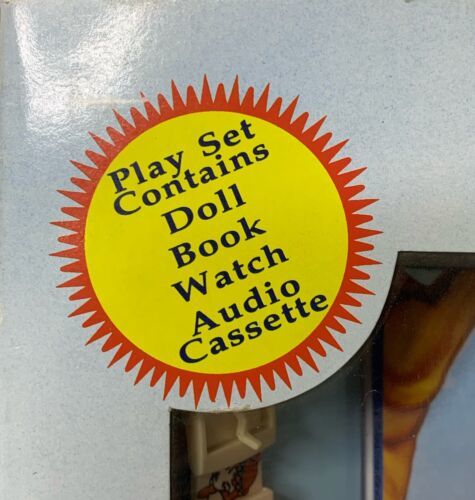 Play Set
Contains
Doll
Book
Watch
Audio
Cassette